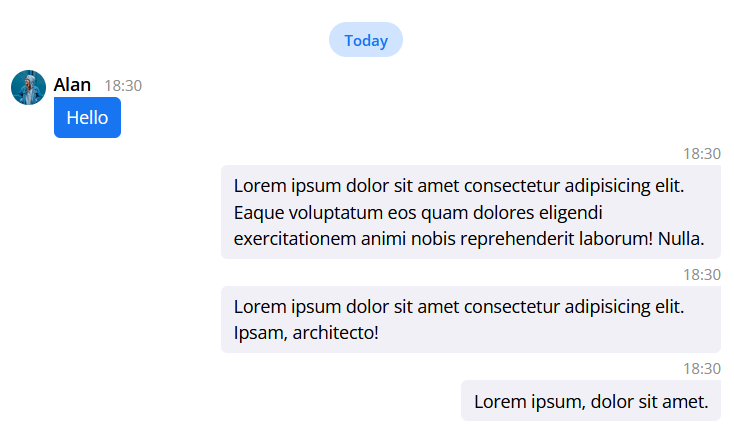 Today
Alan 18:30
Hello
18:30
Lorem ipsum dolor sit amet consectetur adipisicing elit.
Eaque voluptatum eos quam dolores eligendi
exercitationem animi nobis reprehenderit laborum! Nulla.
18:30
Lorem ipsum dolor sit amet consectetur adipisicing elit.
Ipsam, architecto!
18:30
Lorem ipsum, dolor sit amet.